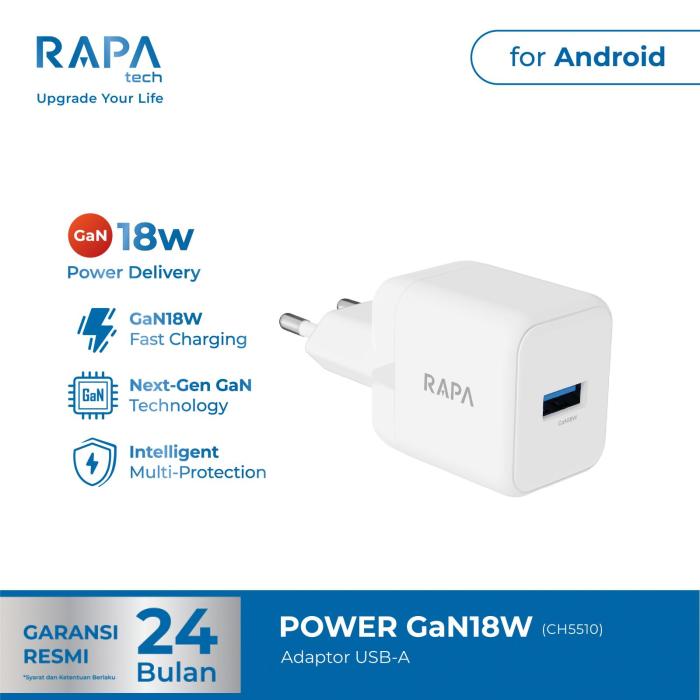 RAPA
tech
Upgrade Your Life
for Android
GaN 18w
Power Delivery
GaN18W
Fast Charging
GaN
Next-Gen GaN
Technology
Intelligent
Multi-Protection
RAPA
GaN18W
GARANSI
RESMI
*Syarat dan Ketentuan Berlaku
24
Bulan
POWER GaN18W (CH5510)
Adaptor USB-A